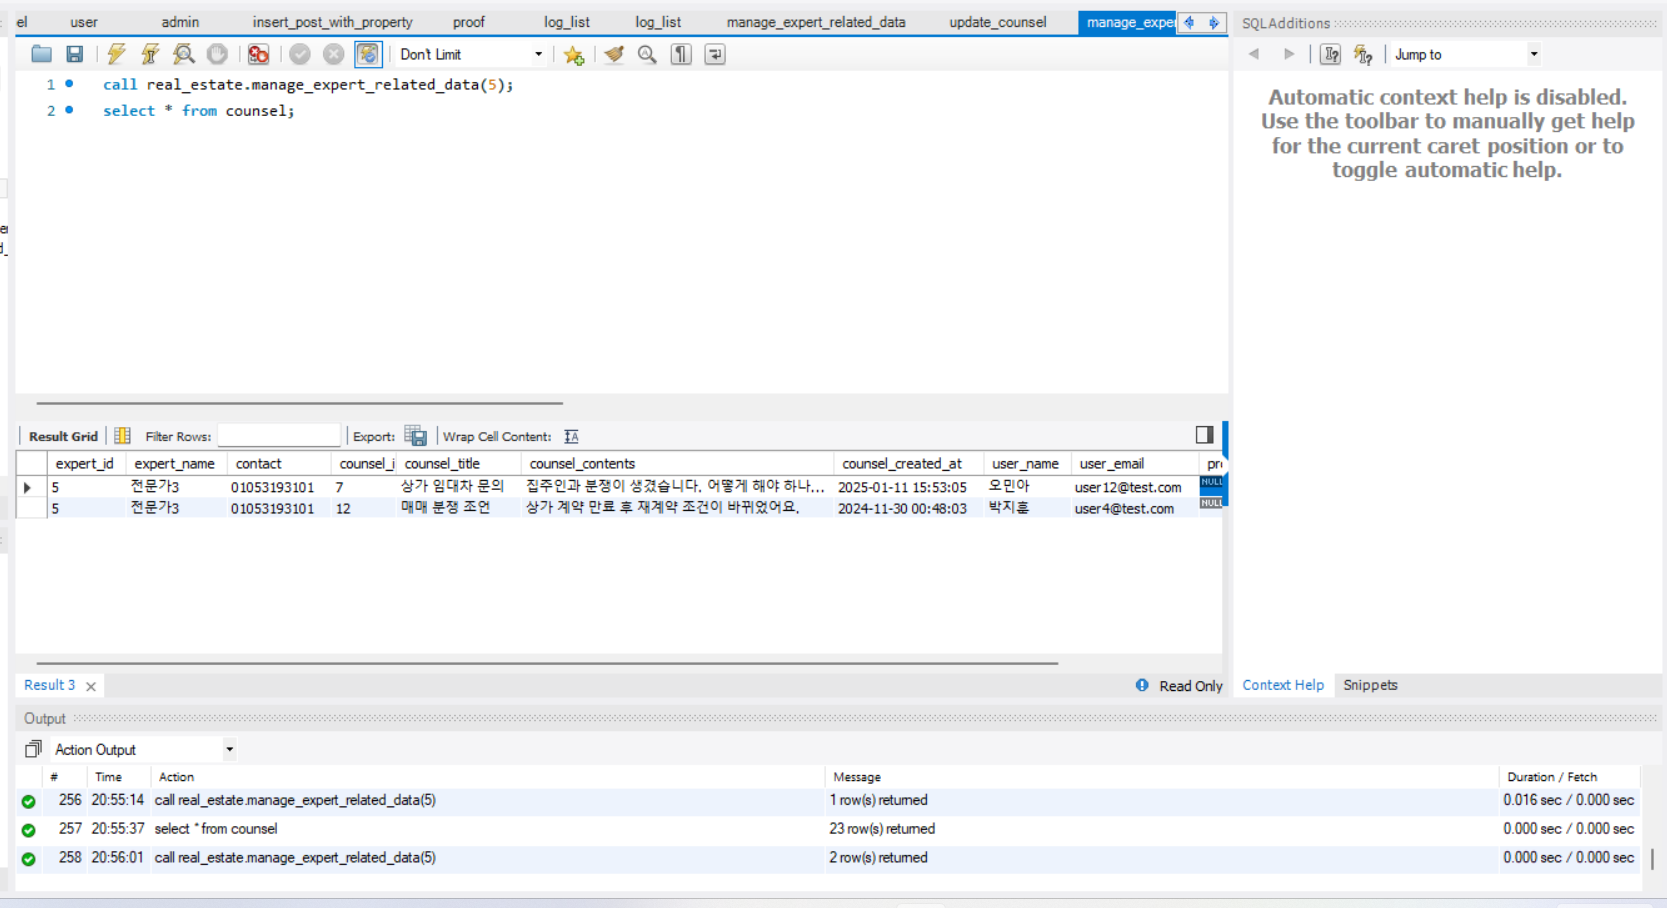 el user admin insert_post_with_property proof log_list log_list manage_expert_related_data update_counsel manage_exper
SQLAdditions
Don't Limit
Jump to
1 call real_estate.manage_expert_related_data(5);
2 select * from counsel;
Automatic context help is disabled.
Use the toolbar to manually get help
for the current caret position or to
toggle automatic help.
Result Grid Filter Rows: Export: Wrap Cell Content:
expert_id expert_name contact counsel_i counsel_title counsel_contents counsel_created_at user_name user_email pr
5 전문가3 01053193101 7 상가 임대차 문의 집주인과 분쟁이 생겼습니다. 어떻게 해야 하나... 2025-01-11 15:53:05 오민아 user12@test.com NULL
5 전문가3 01053193101 12 매매 분쟁 조언 상가 계약 만료 후 재계약 조건이 바뀌었어요. 2024-11-30 00:48:03 박지훈 user4@test.com NULL
Result 3 Read Only
Context Help Snippets
Output
Action Output
# Time Action Message Duration / Fetch
256 20:55:14 call real_estate.manage_expert_related_data(5) 1 row(s) returned 0.016 sec / 0.000 sec
257 20:55:37 select * from counsel 23 row(s) returned 0.000 sec / 0.000 sec
258 20:56:01 call real_estate.manage_expert_related_data(5) 2 row(s) returned 0.000 sec / 0.000 sec